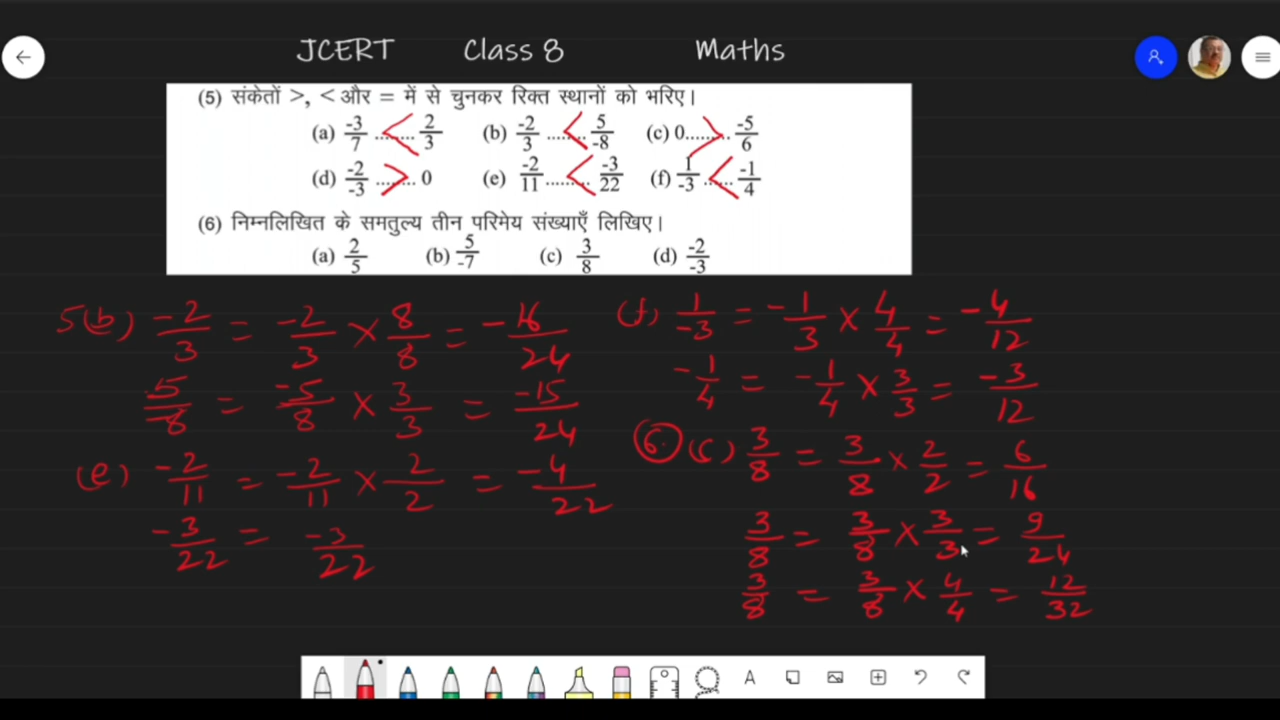 JCERT Class 8 Maths
(5) संकेतों >, < और = में से चुनकर रिक्त स्थानों को भरिए।
(a) -3/7 ...<... 2/3 (b) -2/3 ...<... 5/-8 (c) 0...>... -5/6
(d) -2/-3 ...>... 0 (e) -2/11 ...<... -3/22 (f) 1/-3 ...<... -1/4
(6) निम्नलिखित के समतुल्य तीन परिमेय संख्याएँ लिखिए।
(a) 2/5 (b) 5/-7 (c) 3/8 (d) -2/-3
5(b) -2/3 = -2/3 × 8/8 = -16/24
5/-8 = -5/8 × 3/3 = -15/24
(e) -2/11 = -2/11 × 2/2 = -4/22
-3/22 = -3/22
(f) 1/-3 = -1/3 × 4/4 = -4/12
-1/4 = -1/4 × 3/3 = -3/12
6. (c) 3/8 = 3/8 × 2/2 = 6/16
3/8 = 3/8 × 3/3 = 9/24
3/8 = 3/8 × 4/4 = 12/32
A